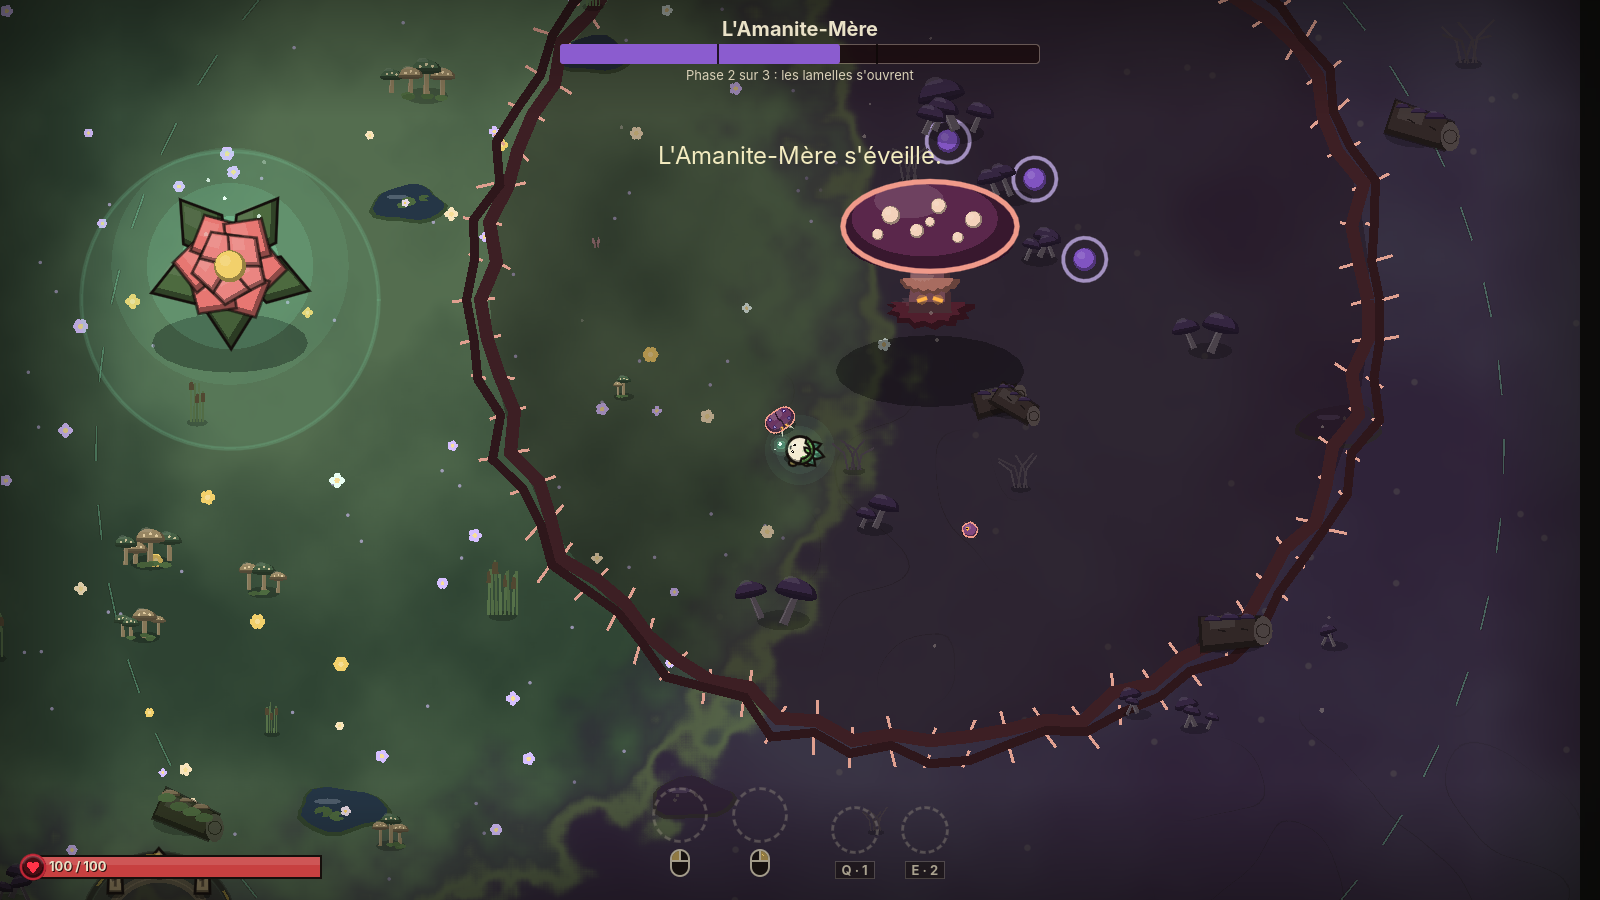 L'Amanite-Mère
Phase 2 sur 3 : les lamelles s'ouvrent
L'Amanite-Mère s'éveille.
100 / 100
Q · 1
E · 2